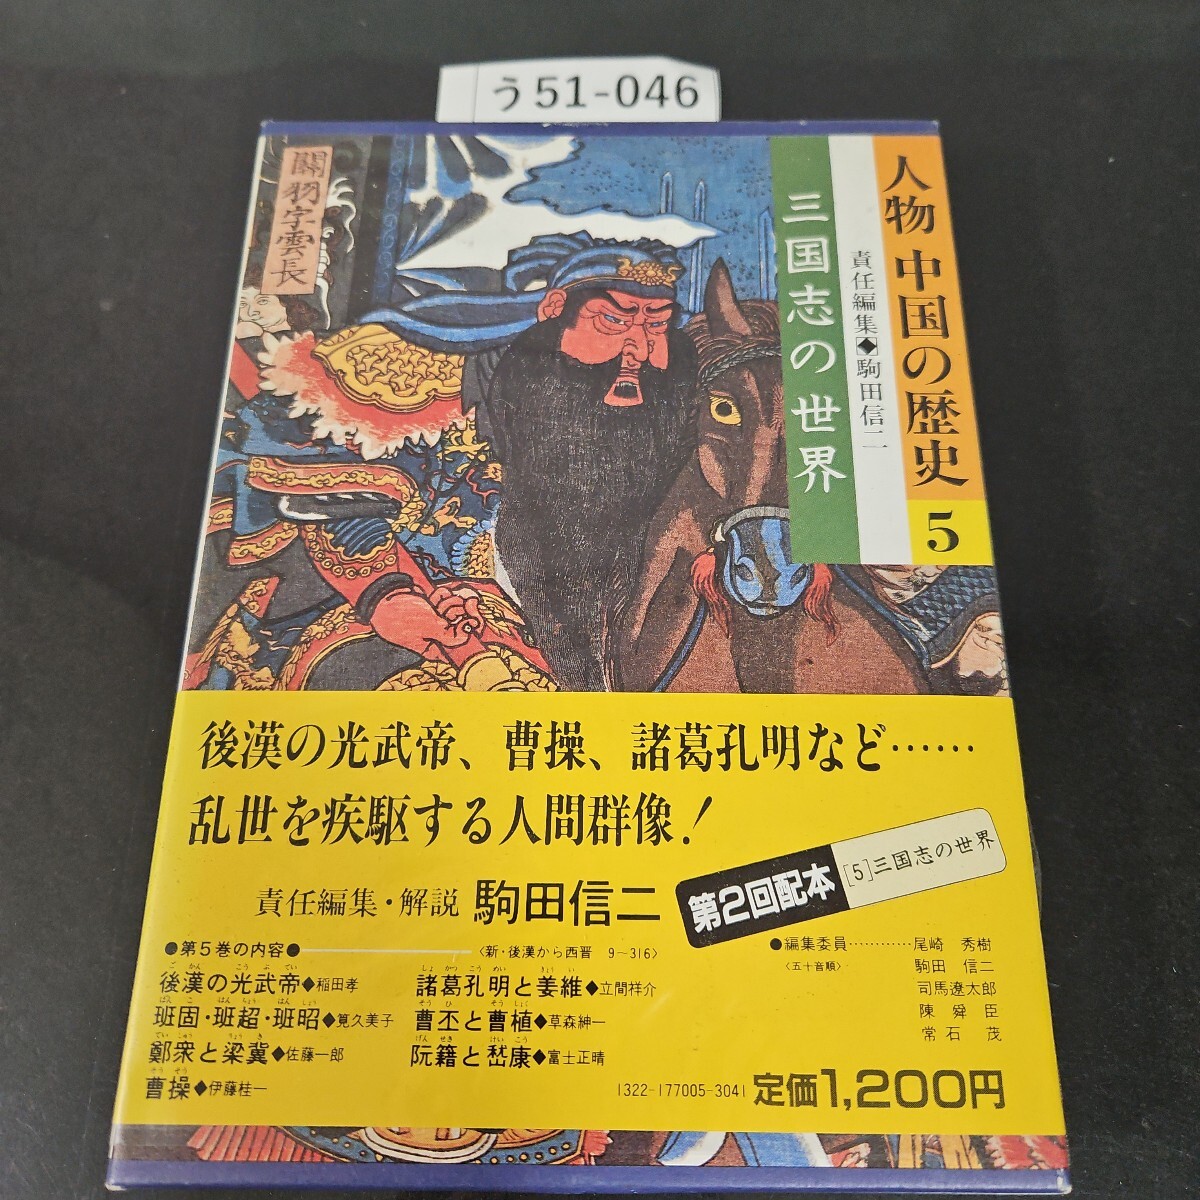 う51-046
人物 中国の歴史
5
責任編集◆駒田信二
三国志の世界
關羽字雲長
後漢の光武帝、曹操、諸葛孔明など……
乱世を疾駆する人間群像!
責任編集・解説 駒田信二
第2回配本
[5]三国志の世界
●第5巻の内容●
〈新・後漢から西晋 9～316〉
後漢の光武帝◆稲田孝
班固・班超・班昭◆筧久美子
鄭衆と梁冀◆佐藤一郎
曹操◆伊藤桂一
諸葛孔明と姜維◆立間祥介
曹丕と曹植◆草森紳一
阮籍と嵆康◆富士正晴
●編集委員…………尾崎 秀樹
〈五十音順〉 駒田 信二
司馬遼太郎
陳 舜 臣
常石 茂
1322-177005-3041
定価1,200円